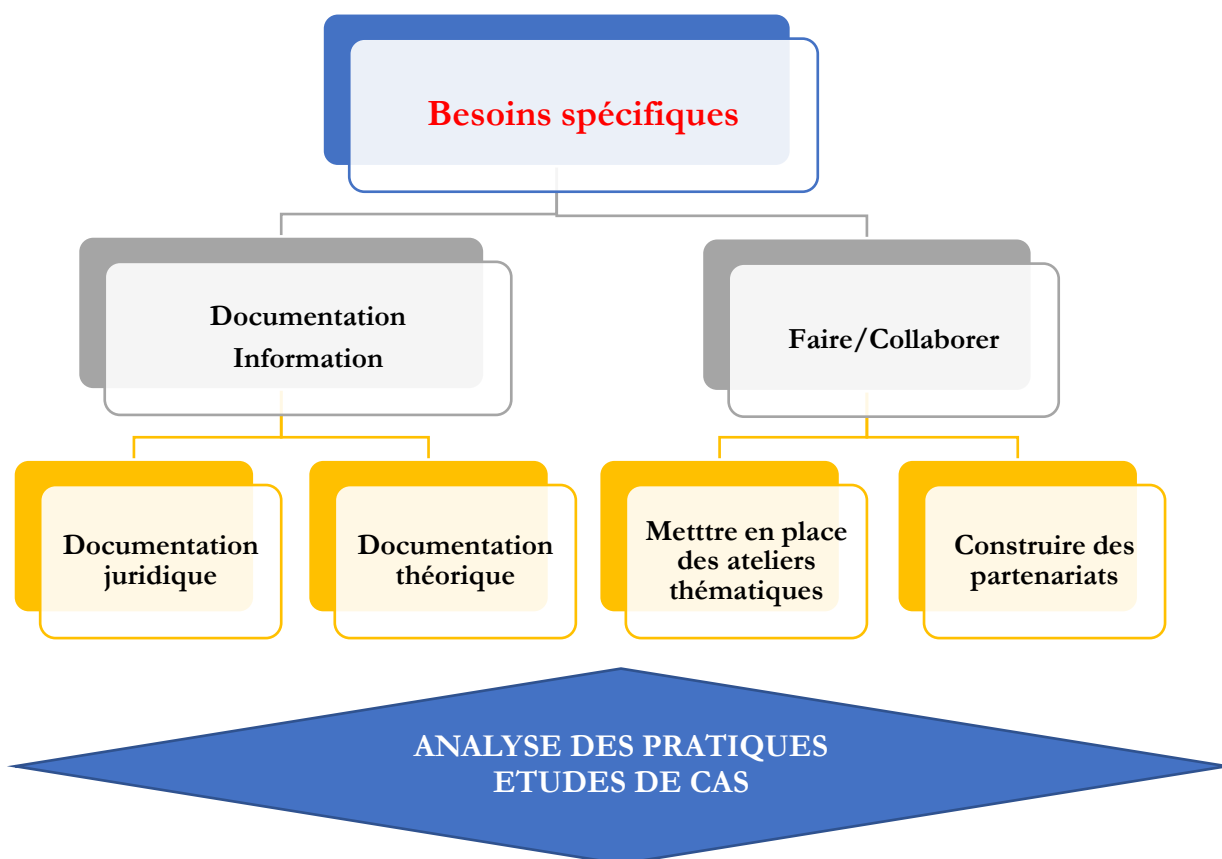 Besoins spécifiques
Documentation
Information
Faire/Collaborer
Documentation
juridique
Documentation
théorique
Metttre en place
des ateliers
thématiques
Construire des
partenariats
ANALYSE DES PRATIQUES
ETUDES DE CAS